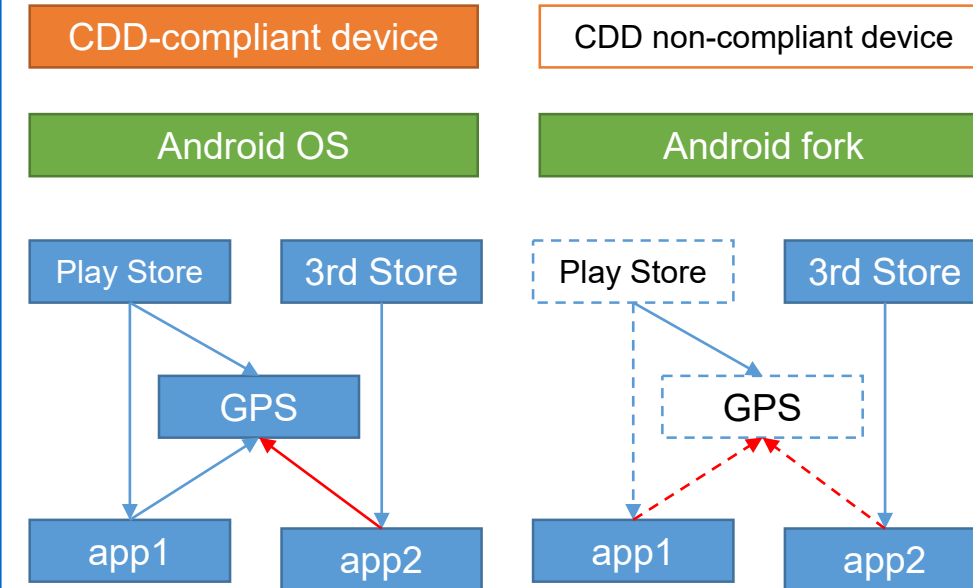 CDD-compliant device
CDD non-compliant device
Android OS
Android fork
Play Store
3rd Store
Play Store
3rd Store
GPS
GPS
app1
app2
app1
app2